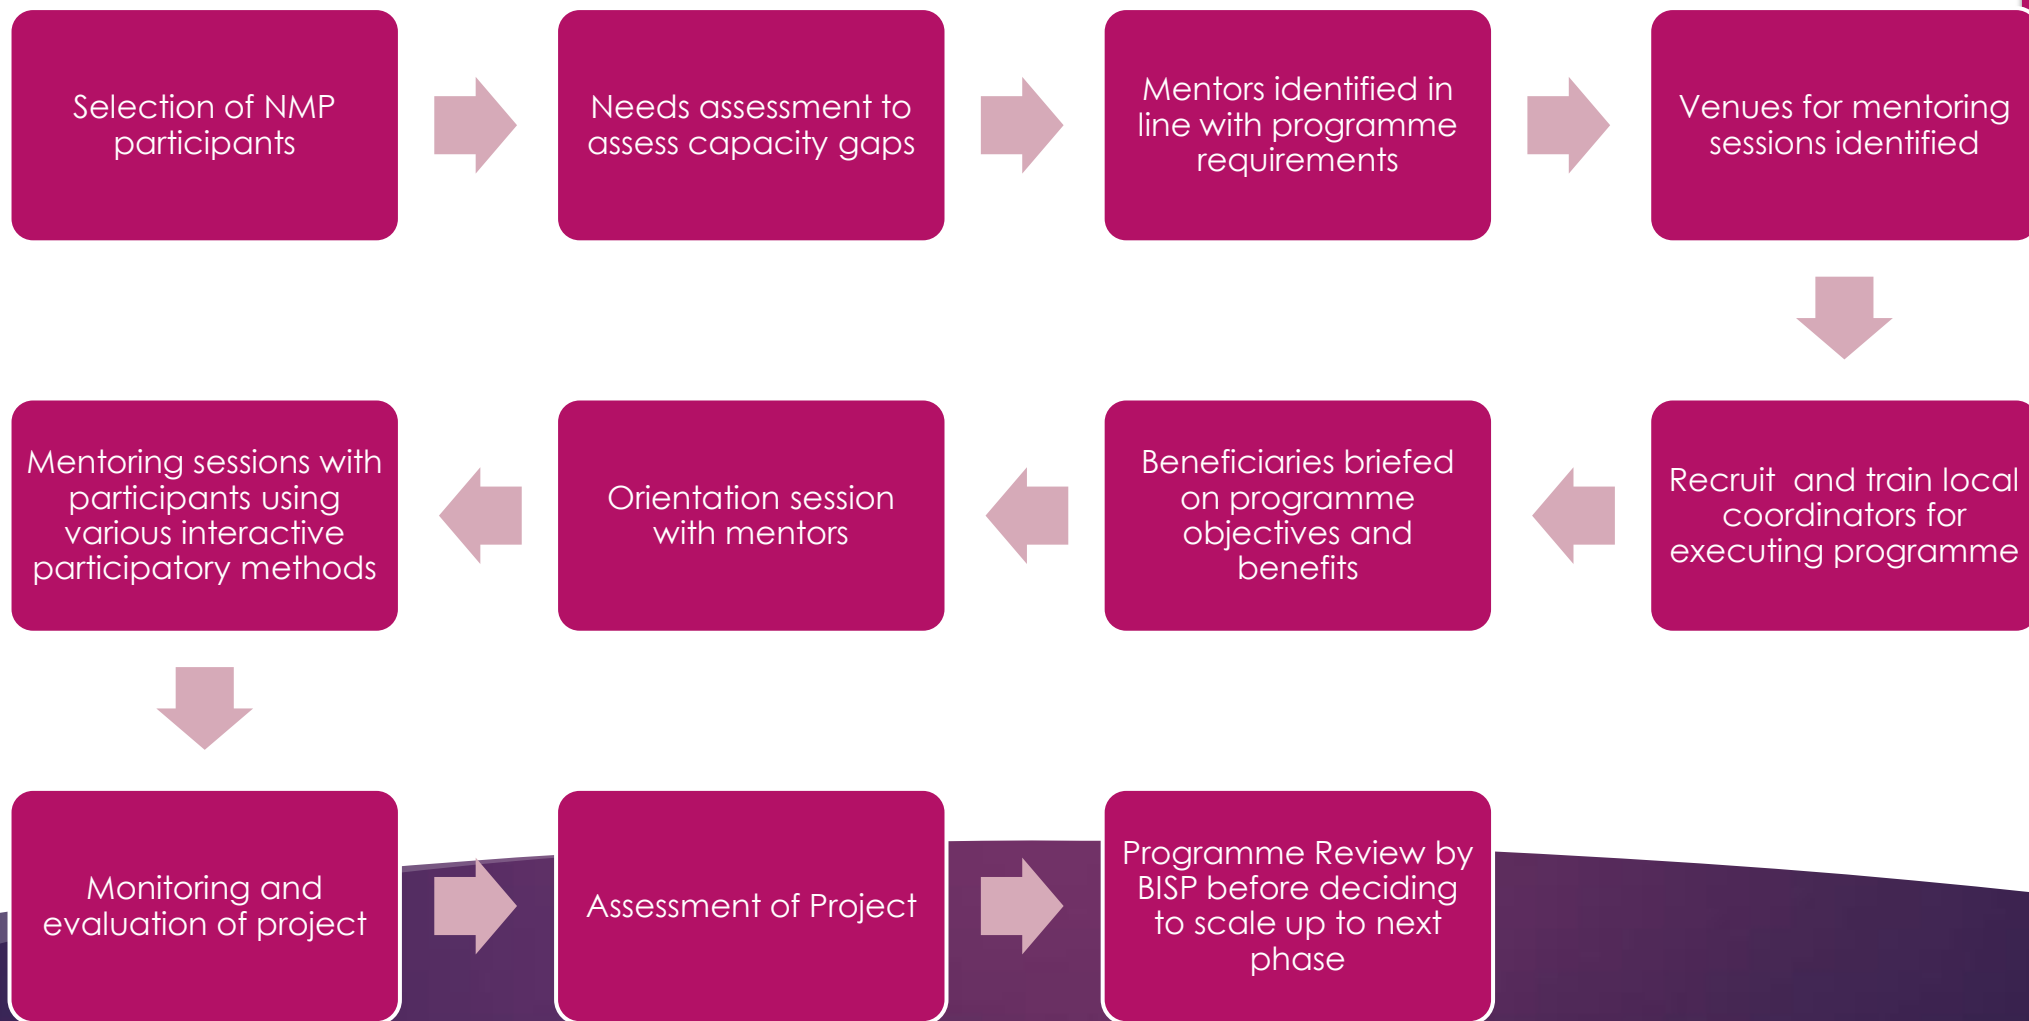 Selection of NMP
participants
Needs assessment to
assess capacity gaps
Mentors identified in
line with programme
requirements
Venues for mentoring
sessions identified
Recruit  and train local
coordinators for
executing programme
Beneficiaries briefed
on programme
objectives and
benefits
Orientation session
with mentors
Mentoring sessions with
participants using
various interactive
participatory methods
Monitoring and
evaluation of project
Assessment of Project
Programme Review by
BISP before deciding
to scale up to next
phase